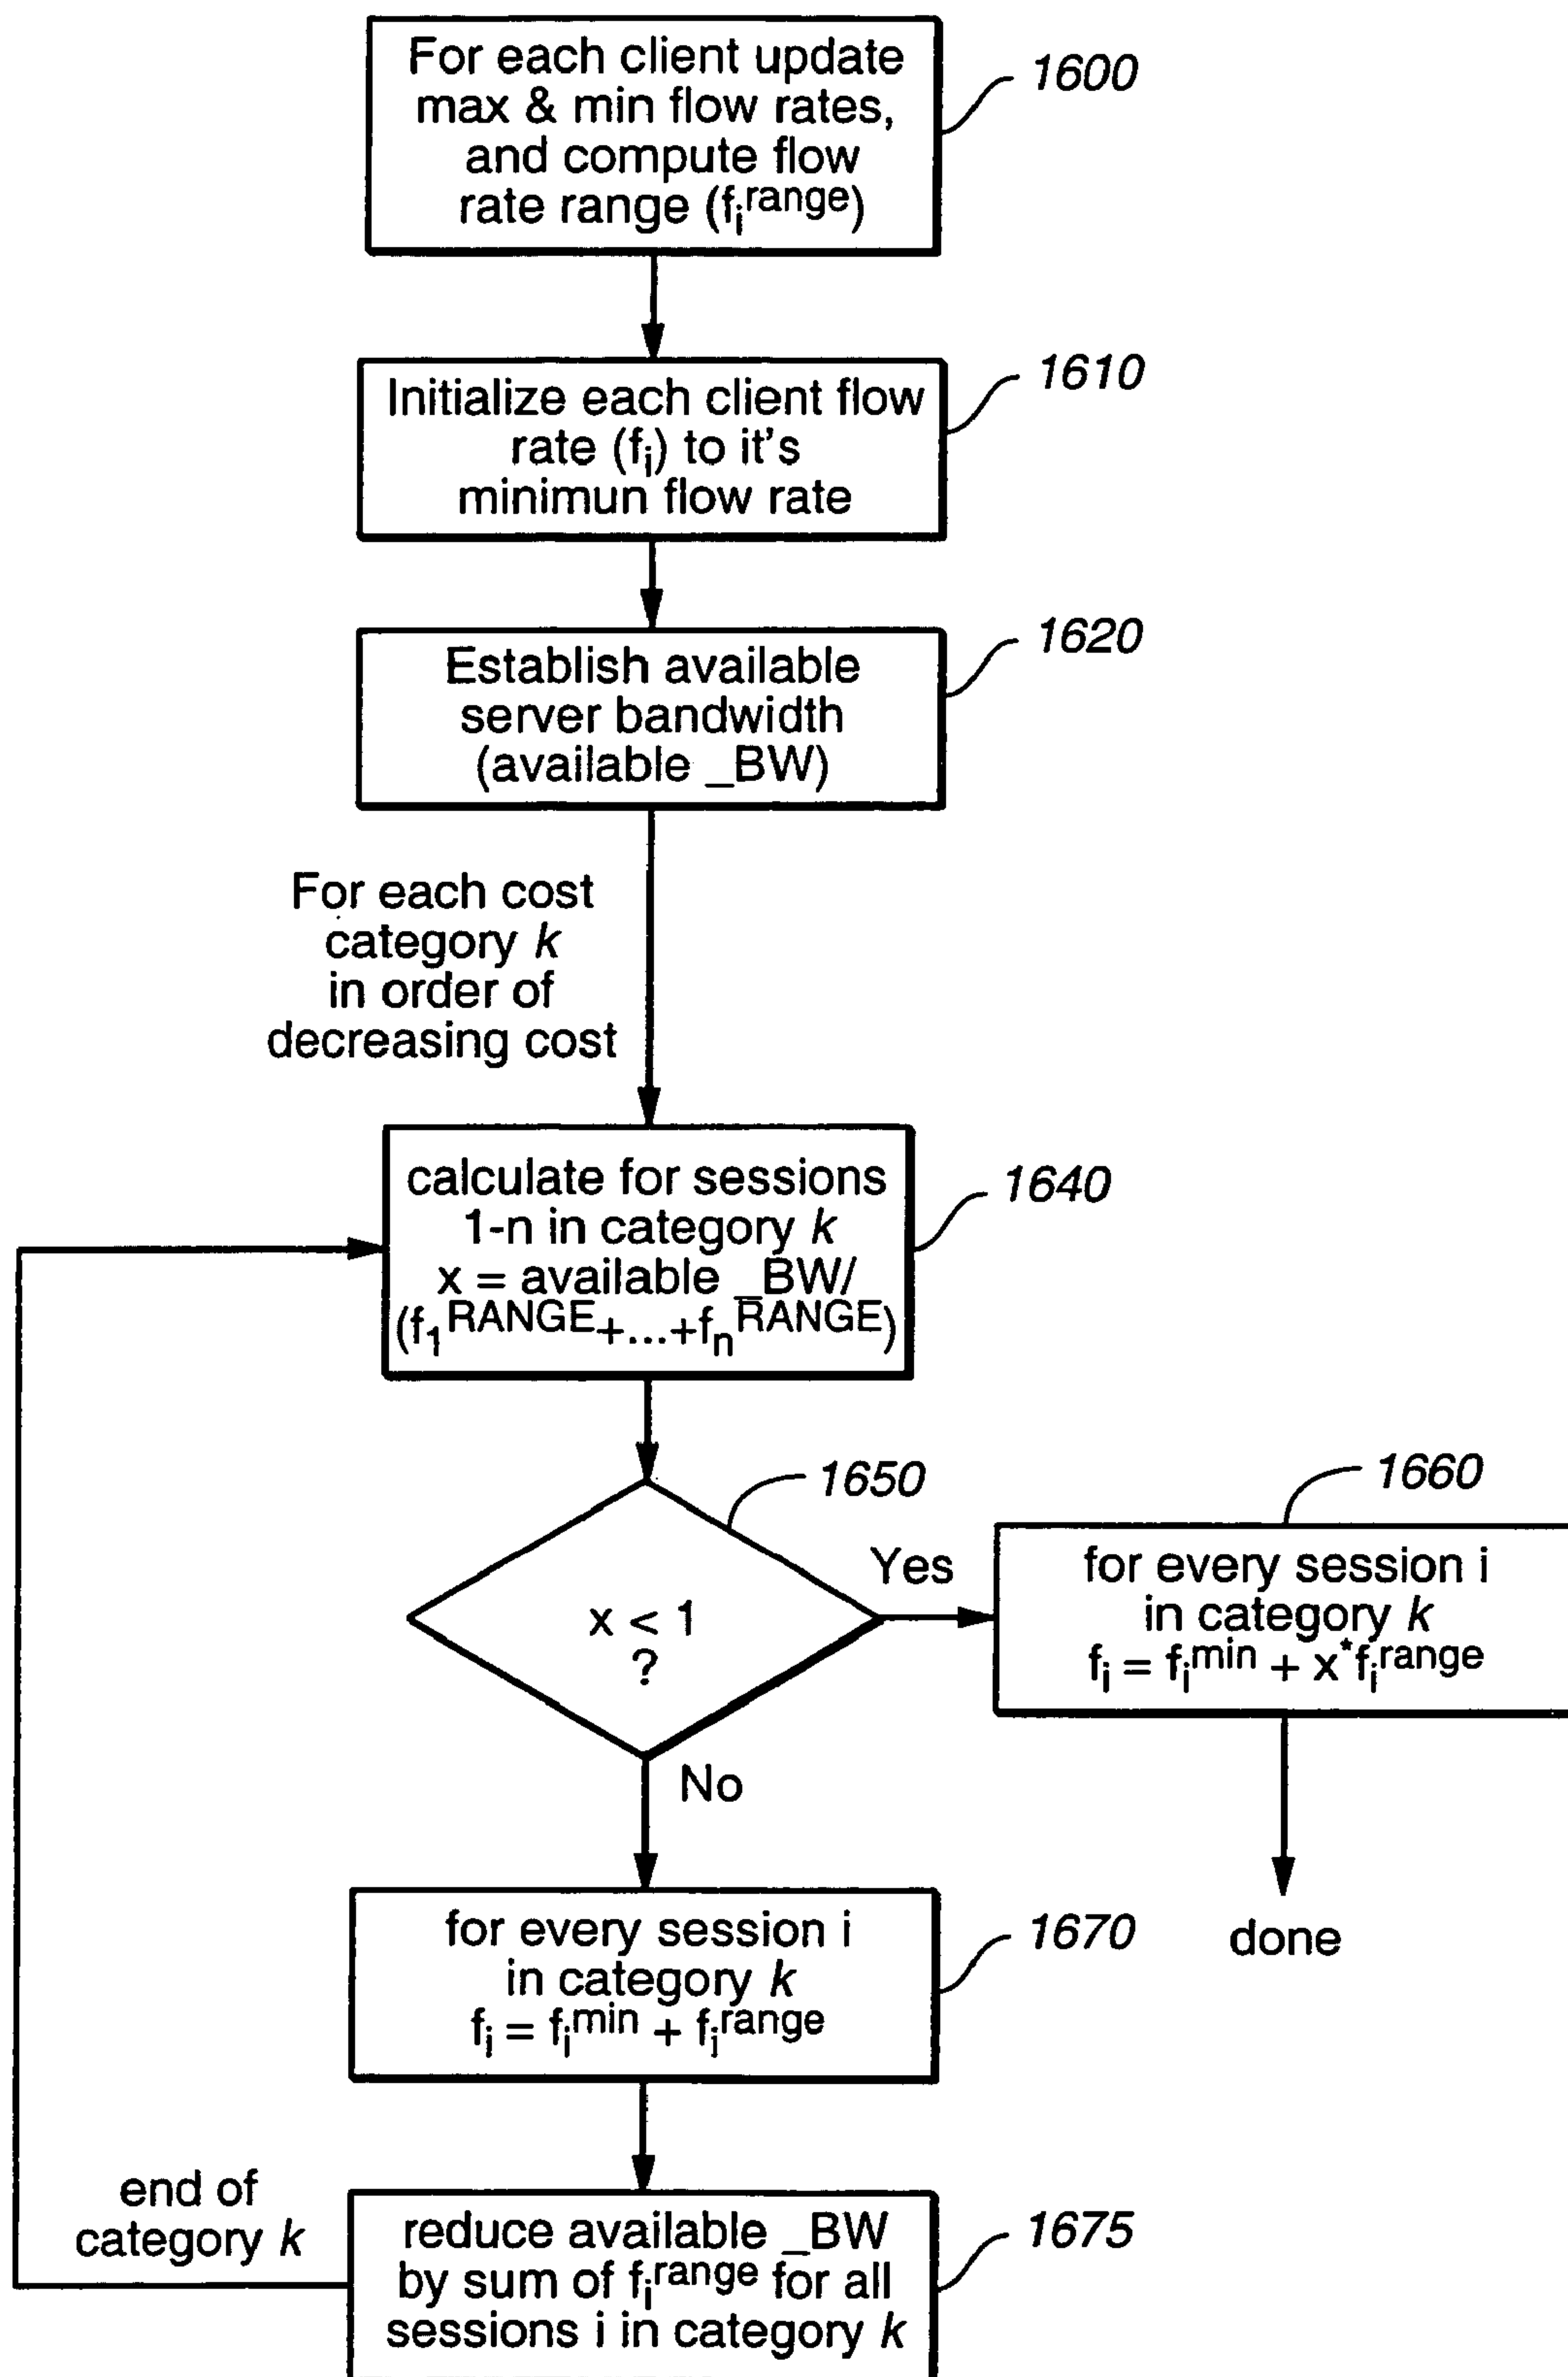 For each client update
max & min flow rates,
and compute flow
rate range (fᵢrange)
1600
Initialize each client flow
rate (fᵢ) to it's
minimun flow rate
1610
Establish available
server bandwidth
(available _BW)
1620
For each cost
category k
in order of
decreasing cost
calculate for sessions
1-n in category k
x = available _BW/
(f₁RANGE+...+fₙRANGE)
1640
x < 1
?
1650
Yes
for every session i
in category k
fᵢ = fᵢmin + x*fᵢrange
1660
done
No
for every session i
in category k
fᵢ = fᵢmin + fᵢrange
1670
end of
category k
reduce available _BW
by sum of fᵢrange for all
sessions i in category k
1675